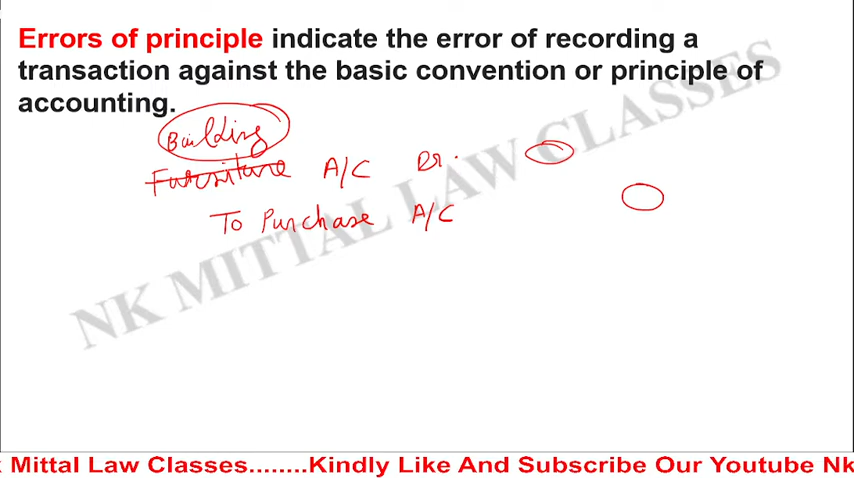 Errors of principle indicate the error of recording a
transaction against the basic convention or principle of
accounting.
Building
Furniture A/C Dr.
To Purchase A/C
NK MITTAL LAW CLASSES
Mittal Law Classes........Kindly Like And Subscribe Our Youtube Nk